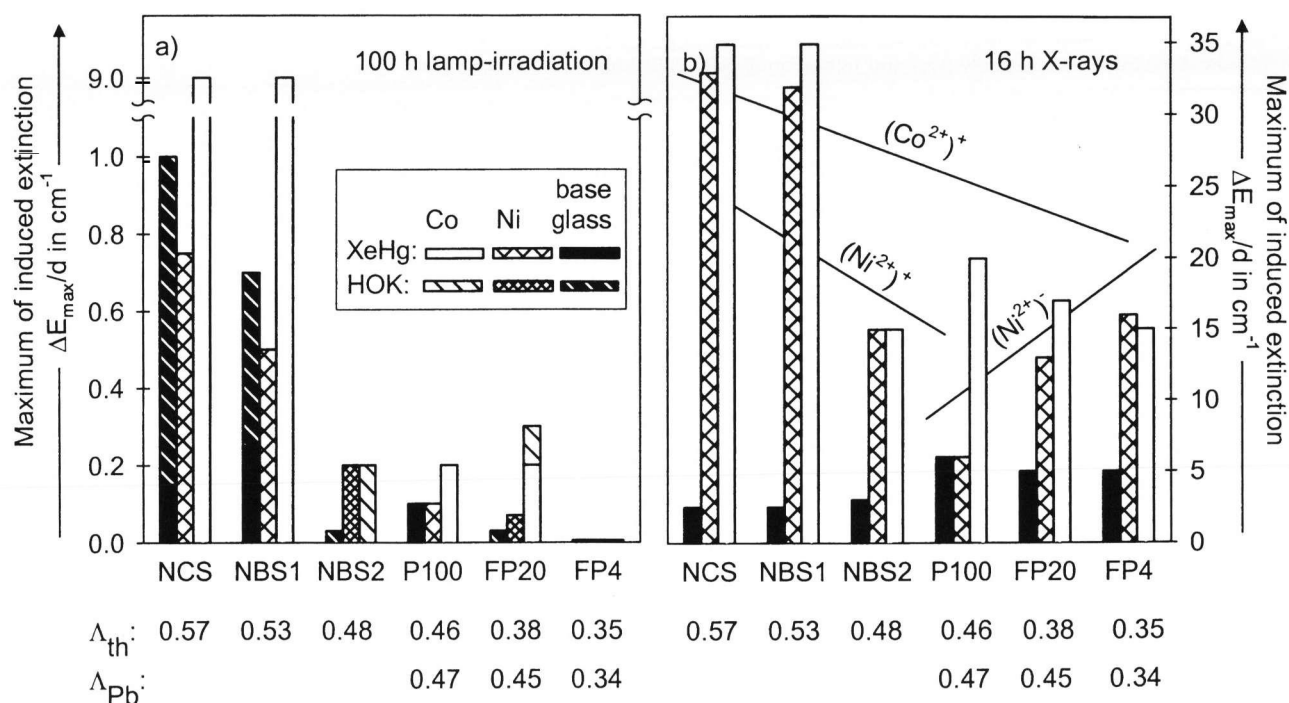 a)
100 h lamp-irradiation
Maximum of induced extinction
ΔE_max/d in cm⁻¹
9.0
1.0
0.8
0.6
0.4
0.2
0.0
base
Co Ni glass
XeHg:
HOK:
NCS NBS1 NBS2 P100 FP20 FP4
b)
16 h X-rays
(Co²⁺)⁺
(Ni²⁺)⁺
(Ni²⁺)⁻
35
30
25
20
15
10
5
0
Maximum of induced extinction
ΔE_max/d in cm⁻¹
NCS NBS1 NBS2 P100 FP20 FP4
Λ_th: 0.57 0.53 0.48 0.46 0.38 0.35 0.57 0.53 0.48 0.46 0.38 0.35
Λ_Pb: 0.47 0.45 0.34 0.47 0.45 0.34